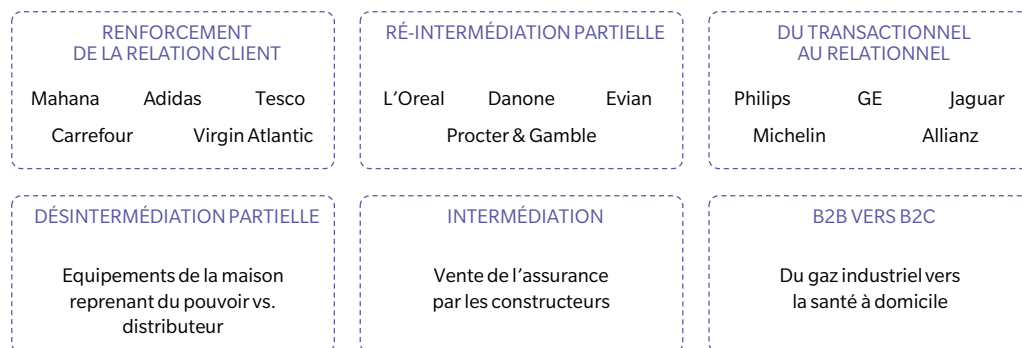 RENFORCEMENT
DE LA RELATION CLIENT
Mahana Adidas Tesco
Carrefour Virgin Atlantic
RÉ-INTERMÉDIATION PARTIELLE
L'Oreal Danone Evian
Procter & Gamble
DU TRANSACTIONNEL
AU RELATIONNEL
Philips GE Jaguar
Michelin Allianz
DÉSINTERMÉDIATION PARTIELLE
Equipements de la maison
reprenant du pouvoir vs.
distributeur
INTERMÉDIATION
Vente de l'assurance
par les constructeurs
B2B VERS B2C
Du gaz industriel vers
la santé à domicile